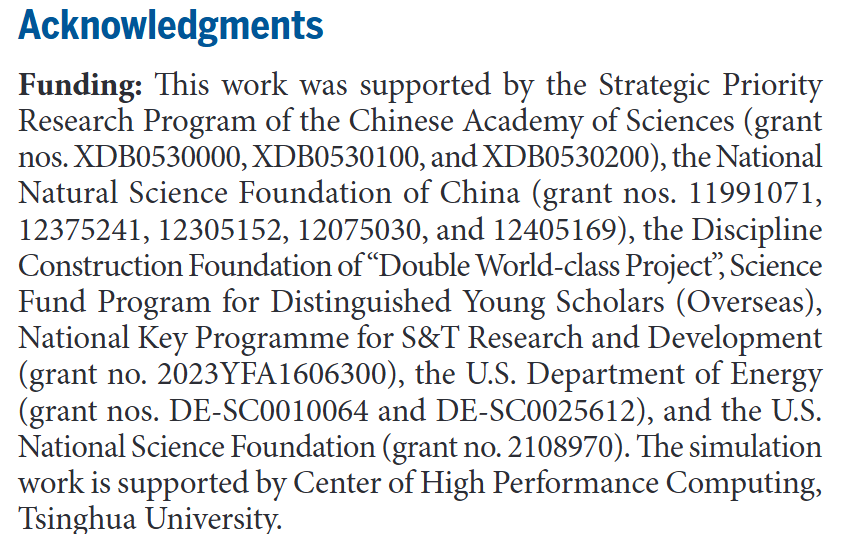 Acknowledgments
Funding: This work was supported by the Strategic Priority
Research Program of the Chinese Academy of Sciences (grant
nos. XDB0530000, XDB0530100, and XDB0530200), the National
Natural Science Foundation of China (grant nos. 11991071,
12375241, 12305152, 12075030, and 12405169), the Discipline
Construction Foundation of “Double World-class Project”, Science
Fund Program for Distinguished Young Scholars (Overseas),
National Key Programme for S&T Research and Development
(grant no. 2023YFA1606300), the U.S. Department of Energy
(grant nos. DE-SC0010064 and DE-SC0025612), and the U.S.
National Science Foundation (grant no. 2108970). The simulation
work is supported by Center of High Performance Computing,
Tsinghua University.